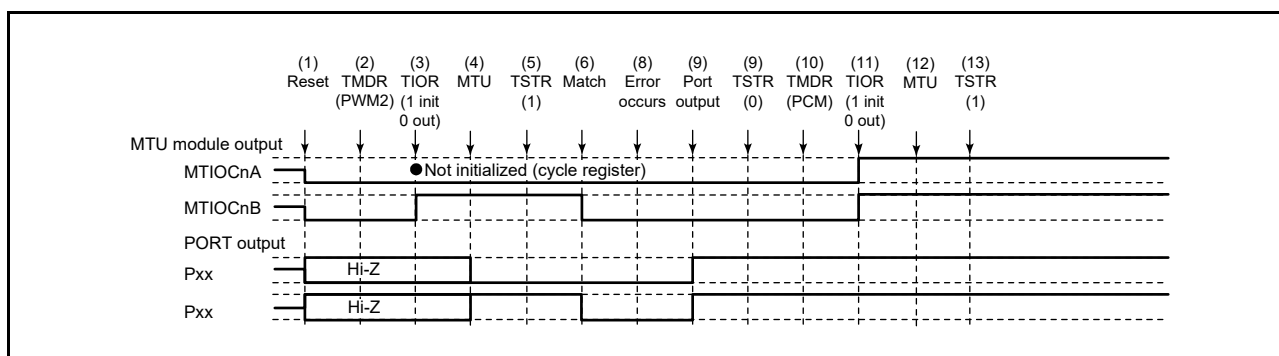 (1) (2) (3) (4) (5) (6) (8) (9) (9) (10) (11) (12) (13)
Reset TMDR TIOR MTU TSTR Match Error Port TSTR TMDR TIOR MTU TSTR
(PWM2) (1 init (1) occurs output (0) (PCM) (1 init (1)
0 out) 0 out)
MTU module output
MTIOCnA
Not initialized (cycle register)
MTIOCnB
PORT output
Pxx
Hi-Z
Pxx
Hi-Z